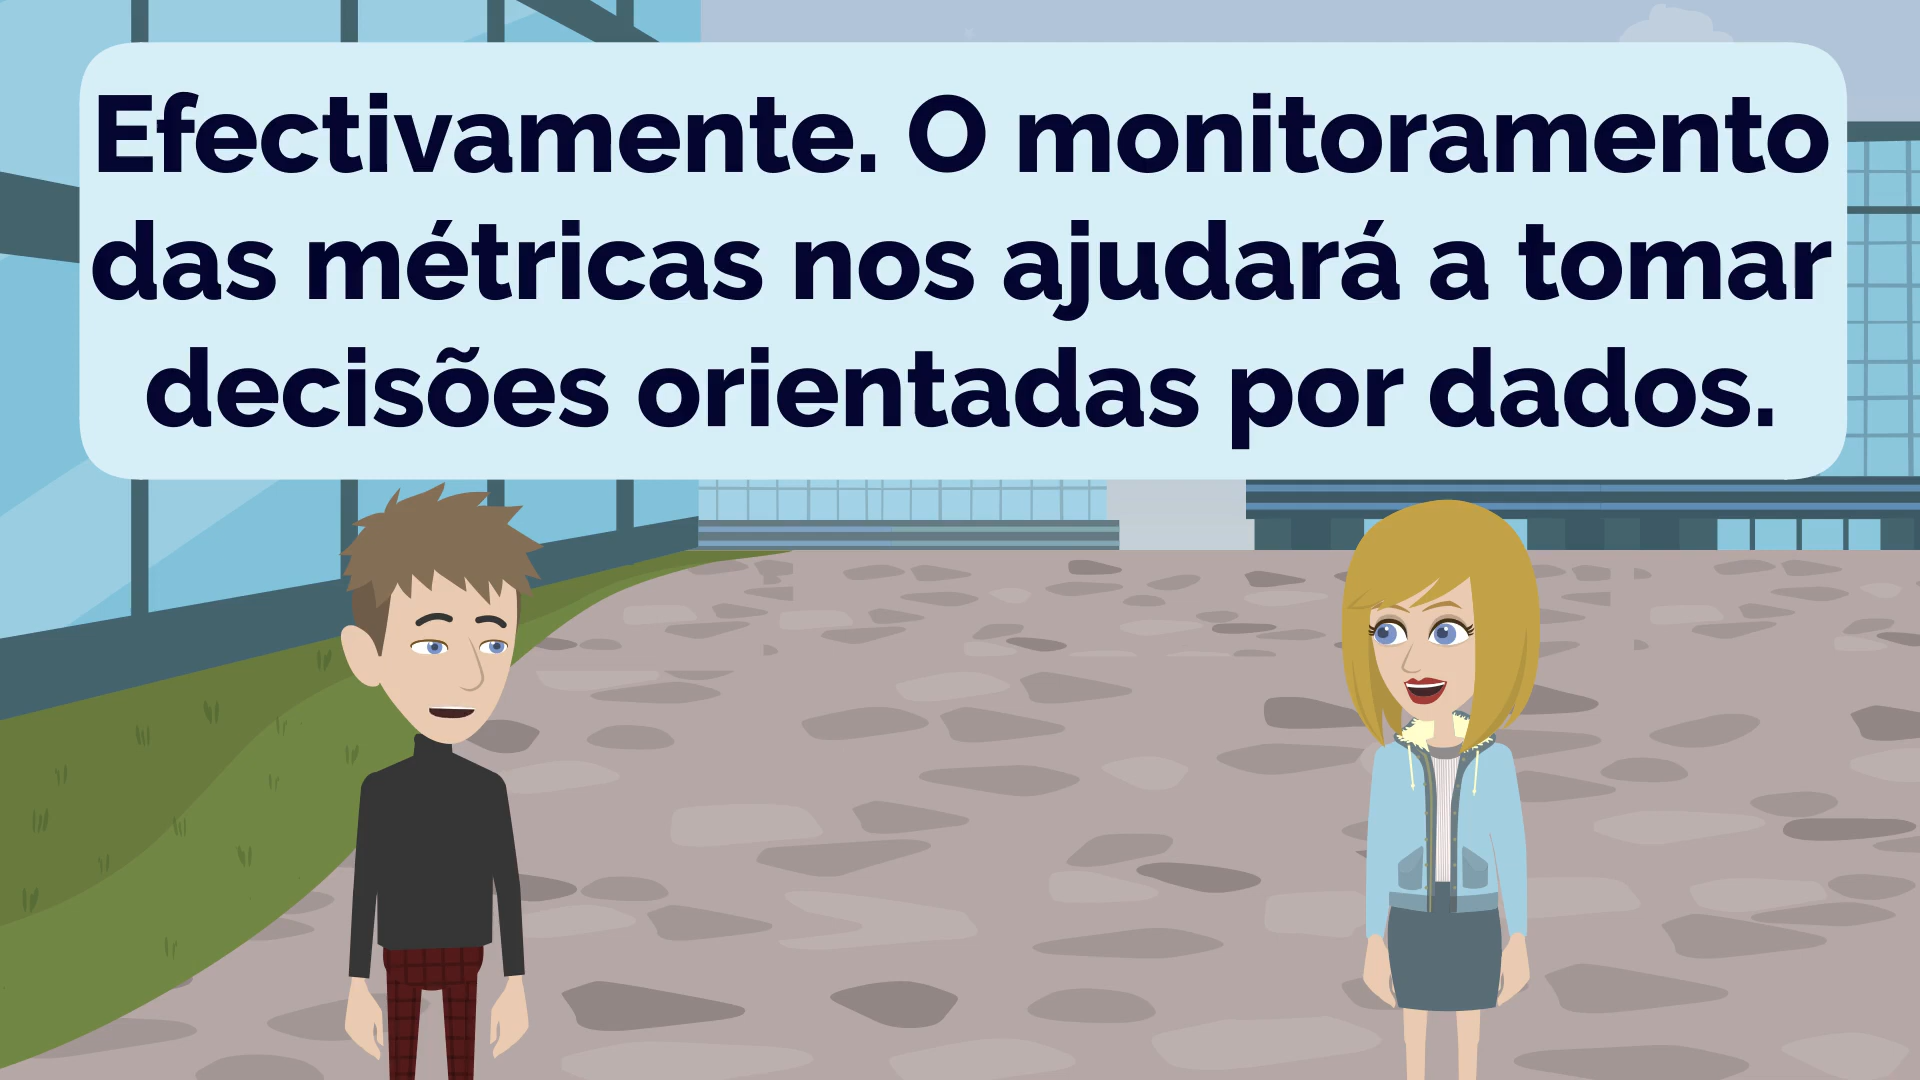 Efectivamente. O monitoramento
das métricas nos ajudará a tomar
decisões orientadas por dados.